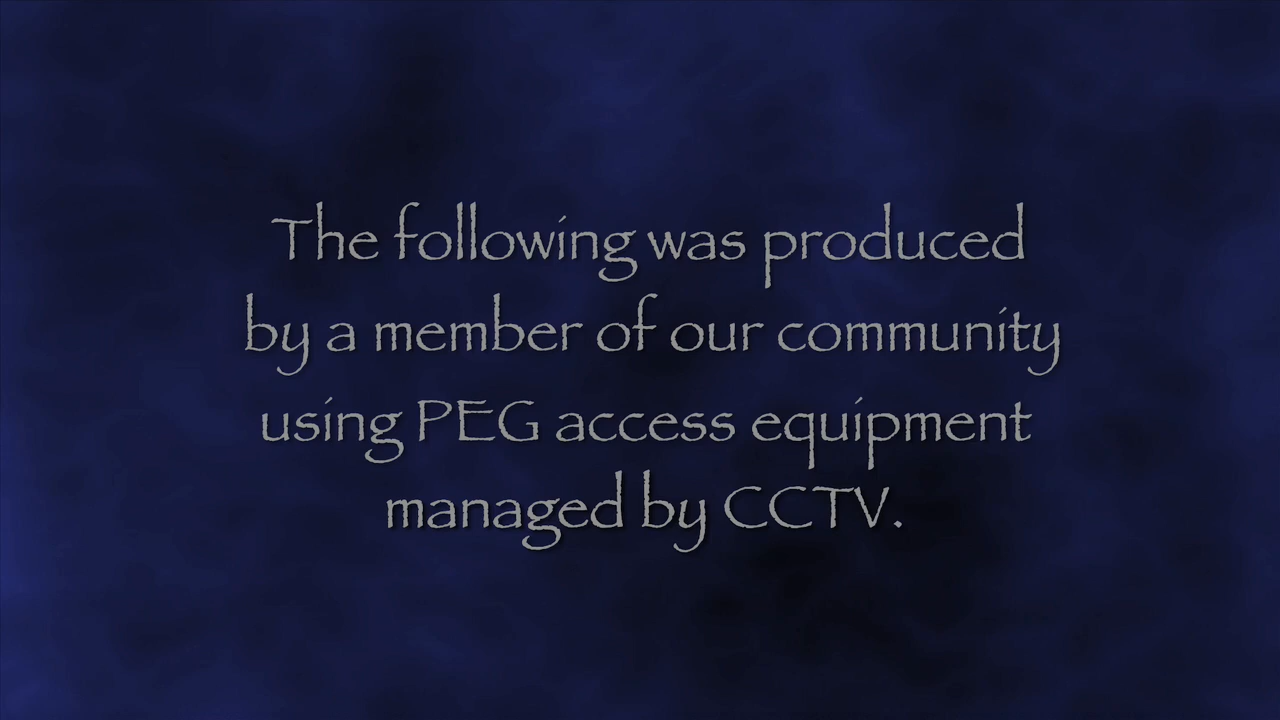 The following was produced
by a member of our community
using PEG access equipment
managed by CCTV.